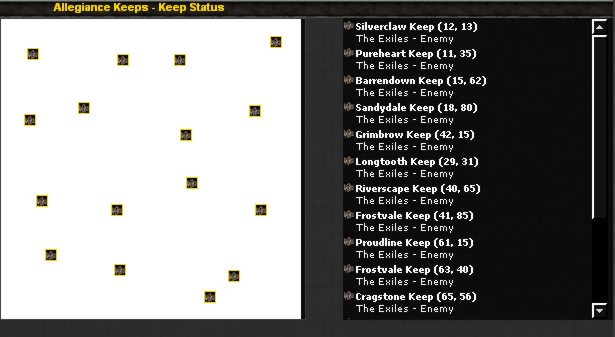 Allegiance Keeps - Keep Status
Silverclaw Keep (12, 13)
The Exiles - Enemy
Pureheart Keep (11, 35)
The Exiles - Enemy
Barrendown Keep (15, 62)
The Exiles - Enemy
Sandydale Keep (18, 80)
The Exiles - Enemy
Grimbrow Keep (42, 15)
The Exiles - Enemy
Longtooth Keep (29, 31)
The Exiles - Enemy
Riverscape Keep (40, 65)
The Exiles - Enemy
Frostvale Keep (41, 85)
The Exiles - Enemy
Proudline Keep (61, 15)
The Exiles - Enemy
Frostvale Keep (63, 40)
The Exiles - Enemy
Cragstone Keep (65, 56)
The Exiles - Enemy